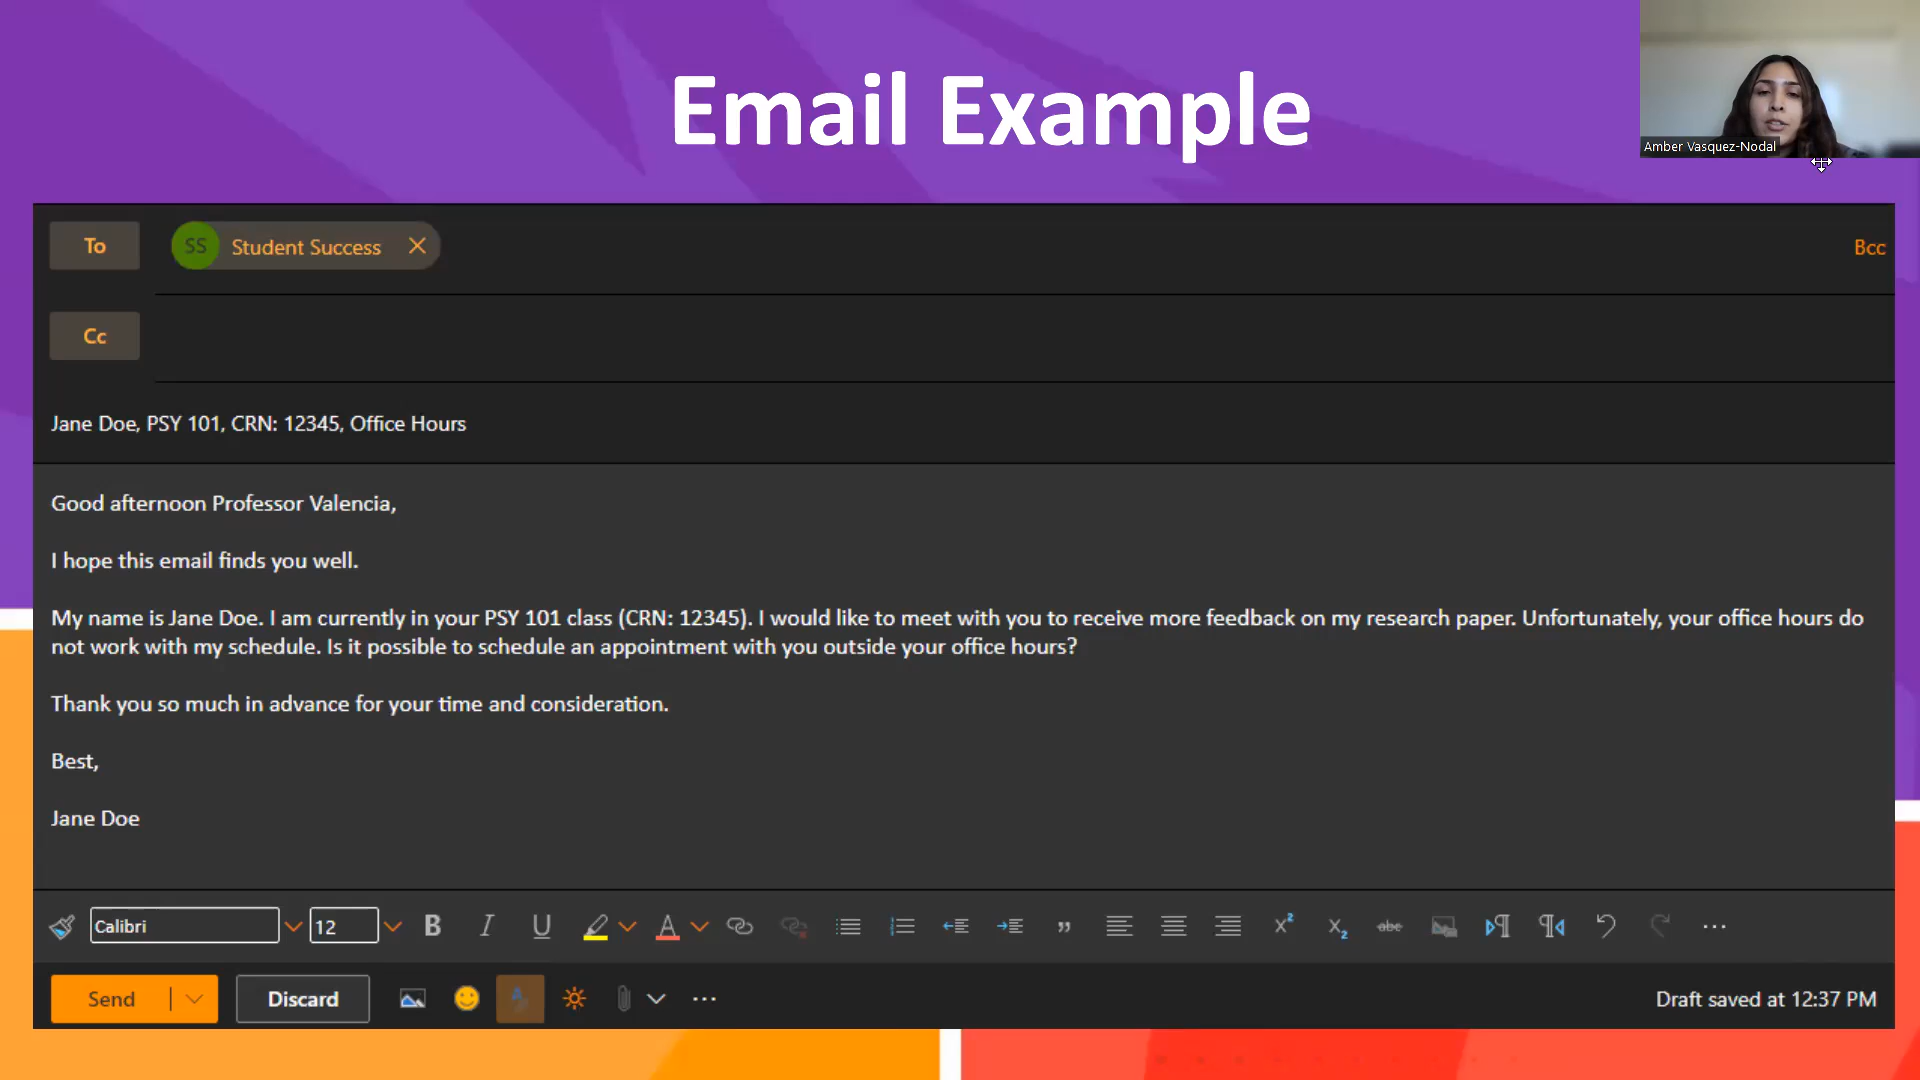 Email Example
Amber Vasquez-Nodal
To
SS
Student Success
Bcc
Cc
Jane Doe, PSY 101, CRN: 12345, Office Hours
Good afternoon Professor Valencia,
I hope this email finds you well.
My name is Jane Doe. I am currently in your PSY 101 class (CRN: 12345). I would like to meet with you to receive more feedback on my research paper. Unfortunately, your office hours do
not work with my schedule. Is it possible to schedule an appointment with you outside your office hours?
Thank you so much in advance for your time and consideration.
Best,
Jane Doe
Calibri
12
B I U A abc
Send
Discard
Draft saved at 12:37 PM